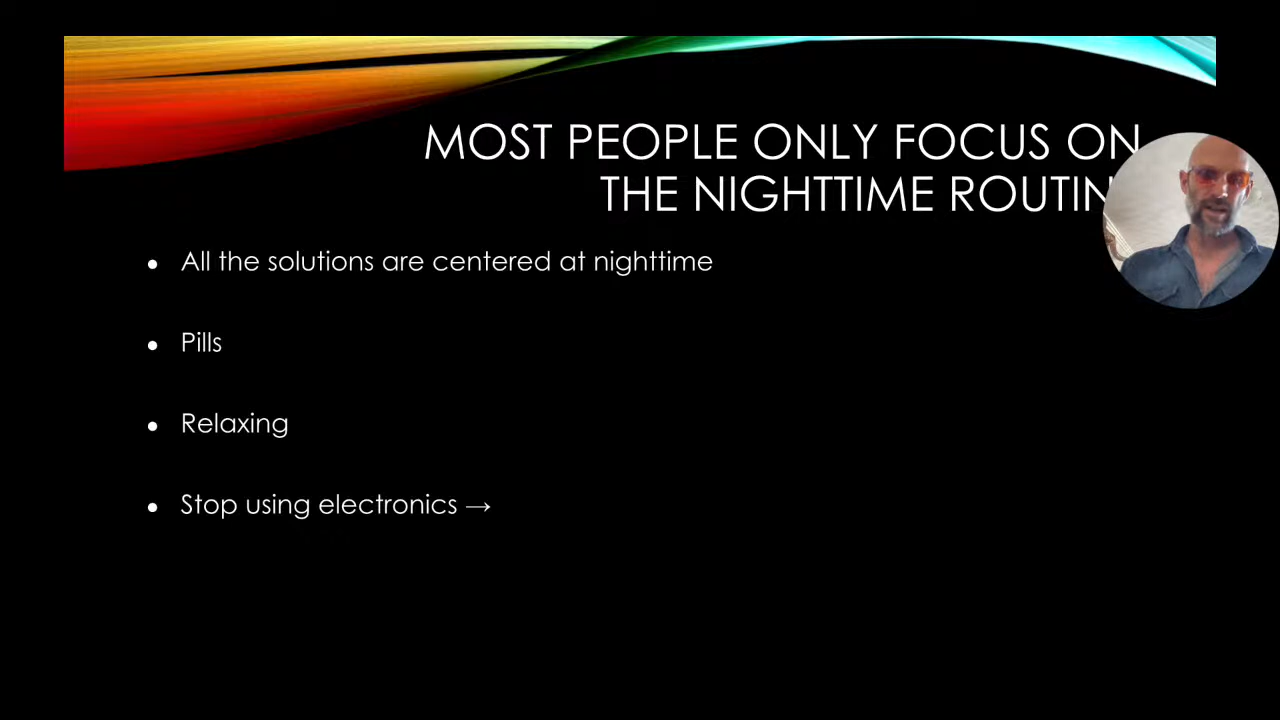 MOST PEOPLE ONLY FOCUS ON
THE NIGHTTIME
• All the solutions are centered at nighttime
• Pills
• Relaxing
• Stop using electronics →